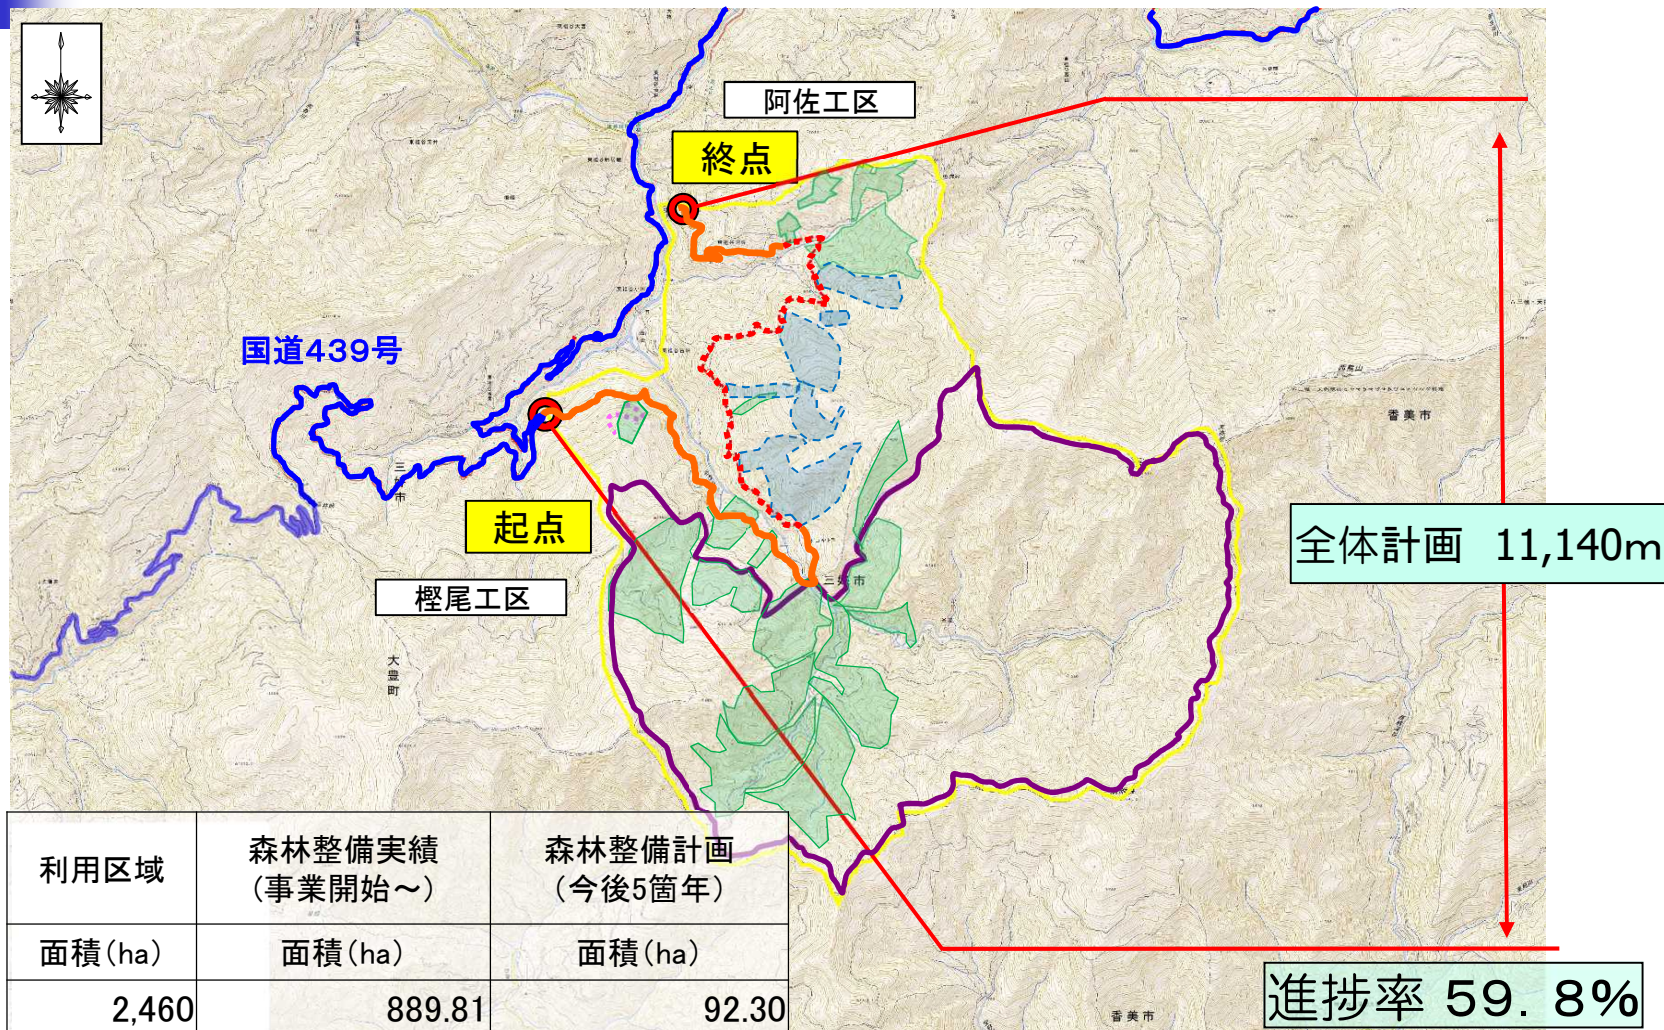 阿佐工区
終点
国道439号
三好市
香美市
起点
全体計画 11,140m
樫尾工区
三好市
大豊町
利用区域
森林整備実績
(事業開始~)
森林整備計画
(今後5箇年)
面積(ha)
面積(ha)
面積(ha)
2,460
889.81
92.30
香美市
進捗率 59.8%